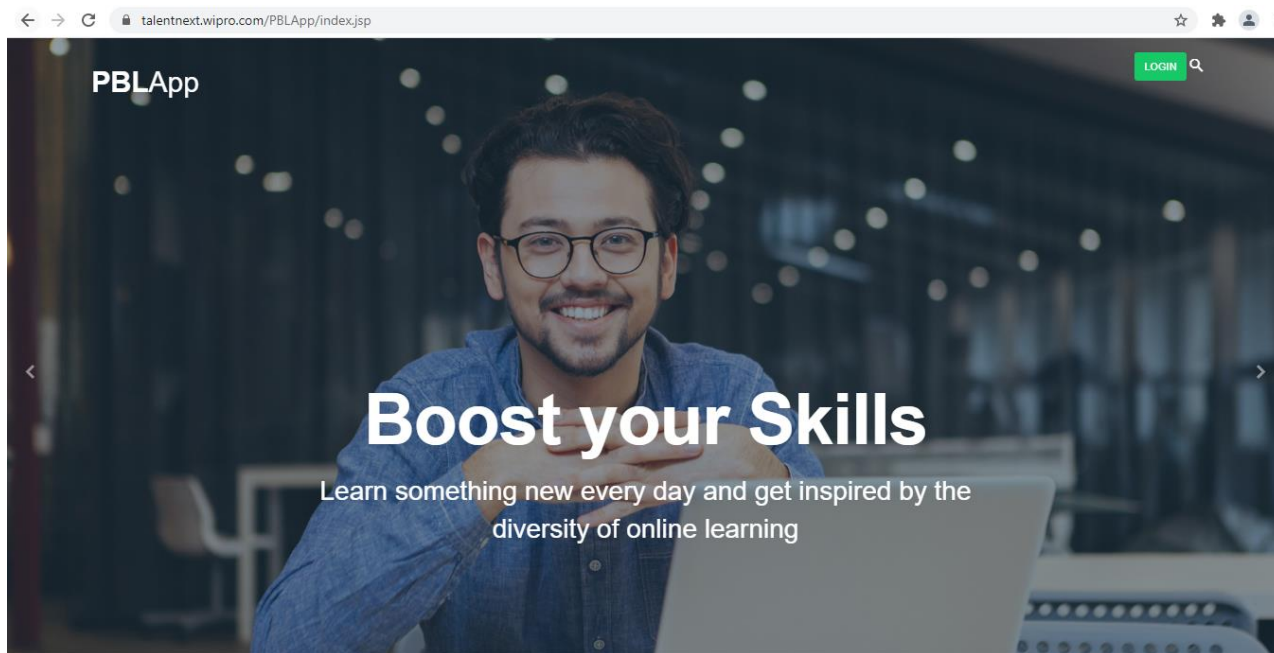 talentnext.wipro.com/PBLApp/index.jsp
PBLApp
LOGIN
Boost your Skills
Learn something new every day and get inspired by the
diversity of online learning